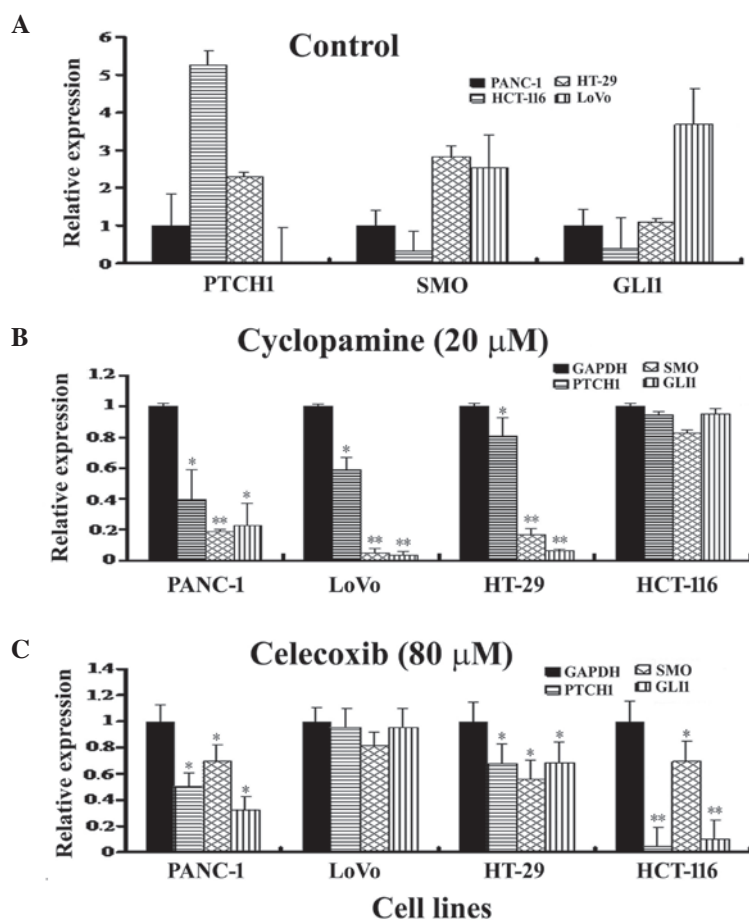 A
Control
Relative expression
6
5
4
3
2
1
0
PANC-1
HCT-116
HT-29
LoVo
PTCH1
SMO
GLI1
B
Cyclopamine (20 μM)
Relative expression
1.2
1
0.8
0.6
0.4
0.2
0
GAPDH
PTCH1
SMO
GLI1
*
**
*
*
**
**
*
**
**
PANC-1
LoVo
HT-29
HCT-116
C
Celecoxib (80 μM)
Relative expression
1.4
1.2
1
0.8
0.6
0.4
0.2
0
GAPDH
PTCH1
SMO
GLI1
*
*
*
*
*
*
**
*
**
PANC-1
LoVo
HT-29
HCT-116
Cell lines